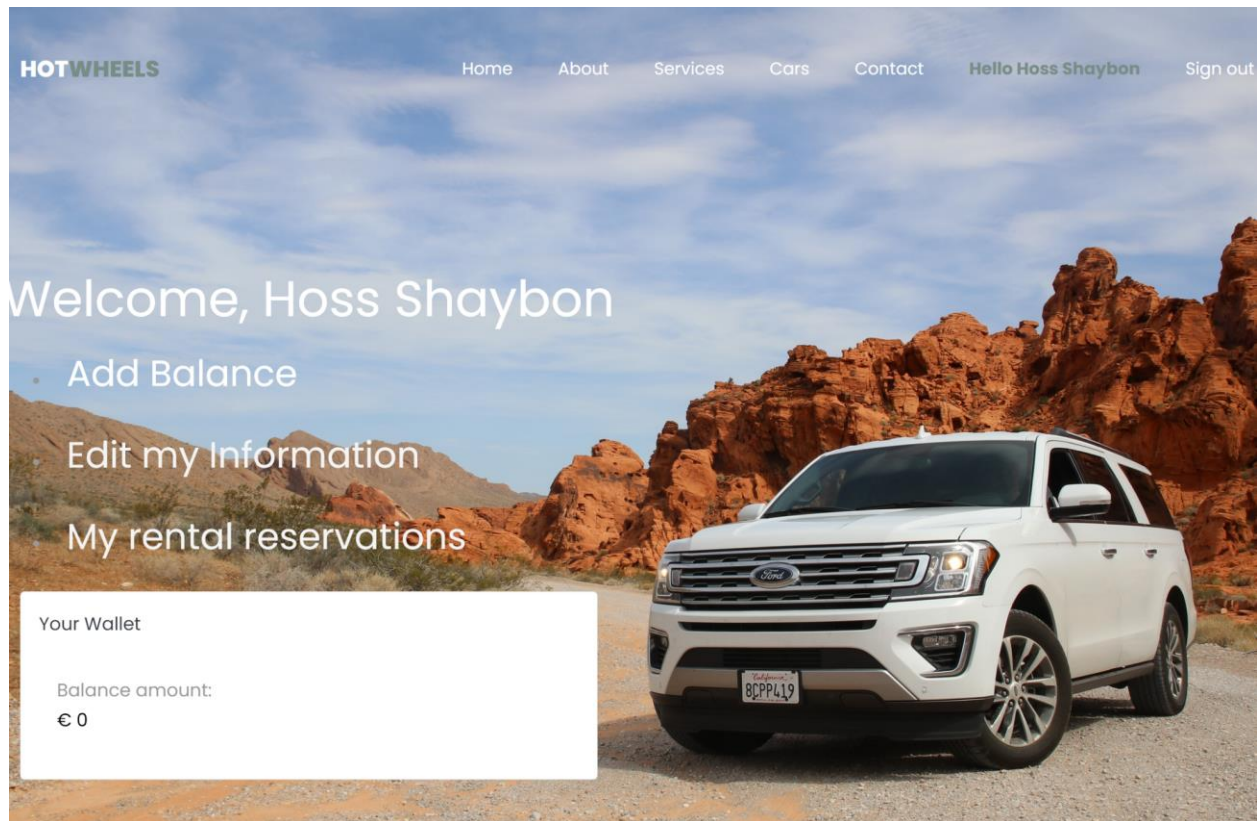 HOTWHEELS Home About Services Cars Contact Hello Hoss Shaybon Sign out
Welcome, Hoss Shaybon
Add Balance
Edit my Information
My rental reservations
Your Wallet
Balance amount:
€ 0
Ford
California
8CPP419